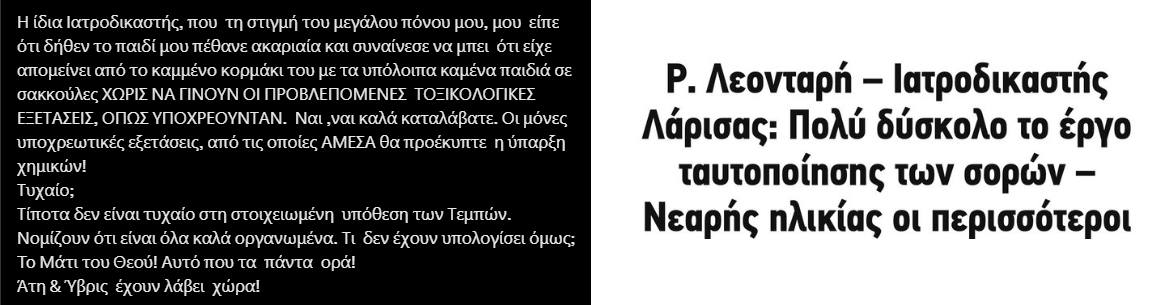 Η ίδια Ιατροδικαστής, που τη στιγμή του μεγάλου πόνου μου, μου είπε
ότι δήθεν το παιδί μου πέθανε ακαριαία και συναίνεσε να μπει ότι είχε
απομείνει από το καμμένο κορμάκι του με τα υπόλοιπα καμένα παιδιά σε
σακκούλες ΧΩΡΙΣ ΝΑ ΓΙΝΟΥΝ ΟΙ ΠΡΟΒΛΕΠΟΜΕΝΕΣ ΤΟΞΙΚΟΛΟΓΙΚΕΣ
ΕΞΕΤΑΣΕΙΣ, ΟΠΩΣ ΥΠΟΧΡΕΟΥΝΤΑΝ. Ναι ,ναι καλά καταλάβατε. Οι μόνες
υποχρεωτικές εξετάσεις, από τις οποίες ΑΜΕΣΑ θα προέκυπτε η ύπαρξη
χημικών!
Τυχαίο;
Τίποτα δεν είναι τυχαίο στη στοιχειωμένη υπόθεση των Τεμπών.
Νομίζουν ότι είναι όλα καλά οργανωμένα. Τι δεν έχουν υπολογίσει όμως;
Το Μάτι του Θεού! Αυτό που τα πάντα ορά!
Άτη & Ύβρις έχουν λάβει χώρα!
Ρ. Λεονταρή – Ιατροδικαστής
Λάρισας: Πολύ δύσκολο το έργο
ταυτοποίησης των σορών –
Νεαρής ηλικίας οι περισσότεροι